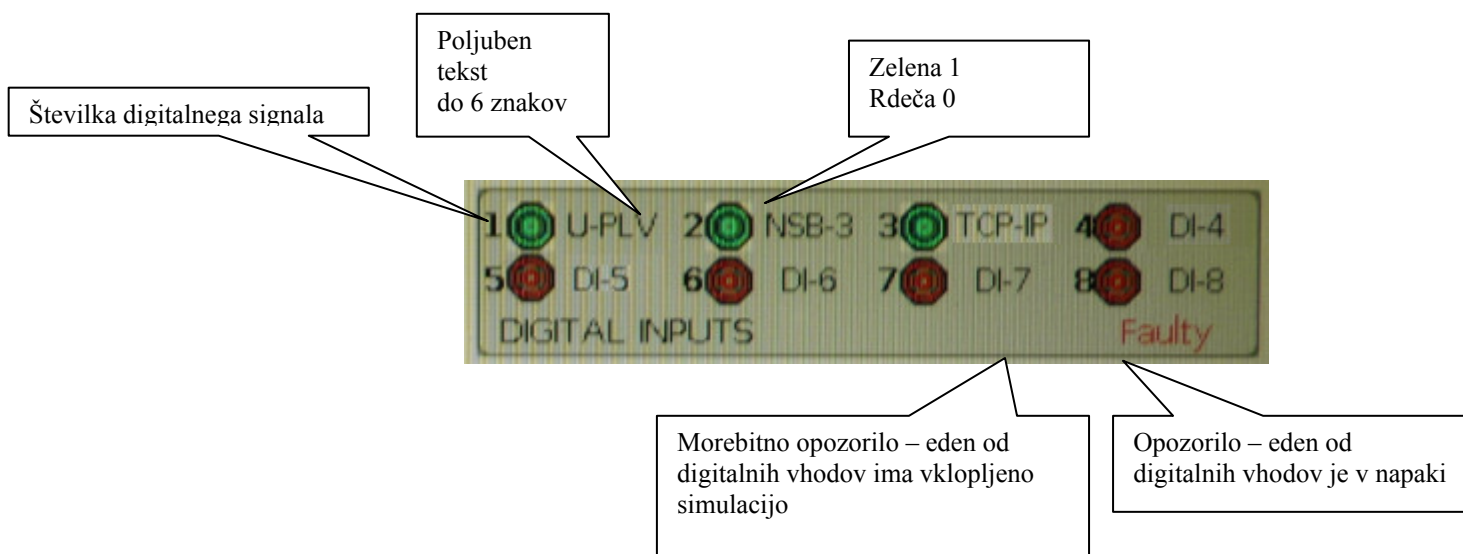 Poljuben
tekst
do 6 znakov
Zelena 1
Rdeča 0
Številka digitalnega signala
1 U-PLV 2 NSB-3 3 TCP-IP 4 DI-4
5 DI-5 6 DI-6 7 DI-7 8 DI-8
DIGITAL INPUTS Faulty
Morebitno opozorilo – eden od
digitalnih vhodov ima vklopljeno
simulacijo
Opozorilo – eden od
digitalnih vhodov je v napaki